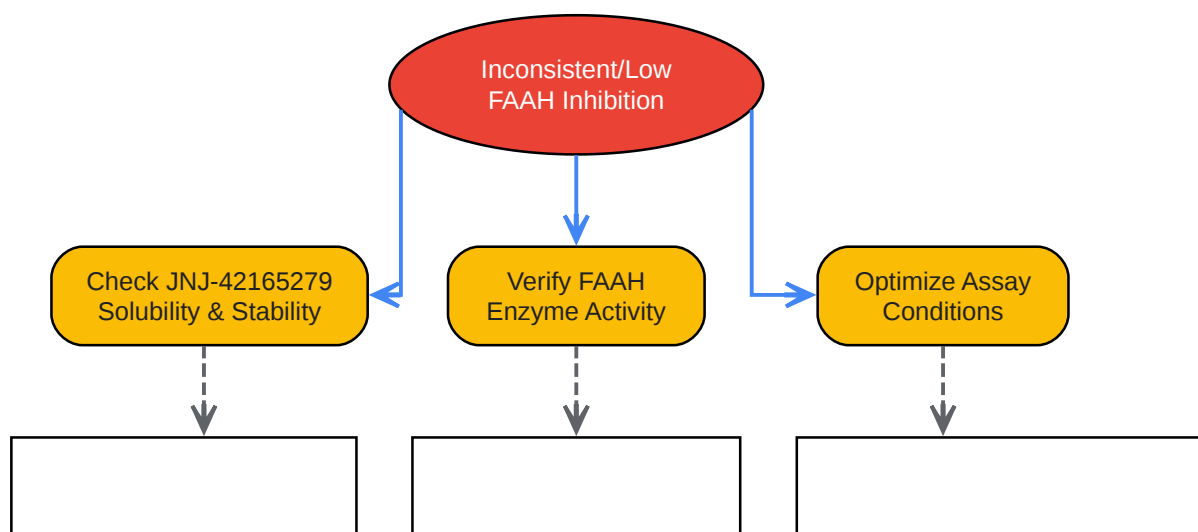 Inconsistent/Low
FAAH Inhibition
Check JNJ-42165279
Solubility & Stability
Verify FAAH
Enzyme Activity
Optimize Assay
Conditions